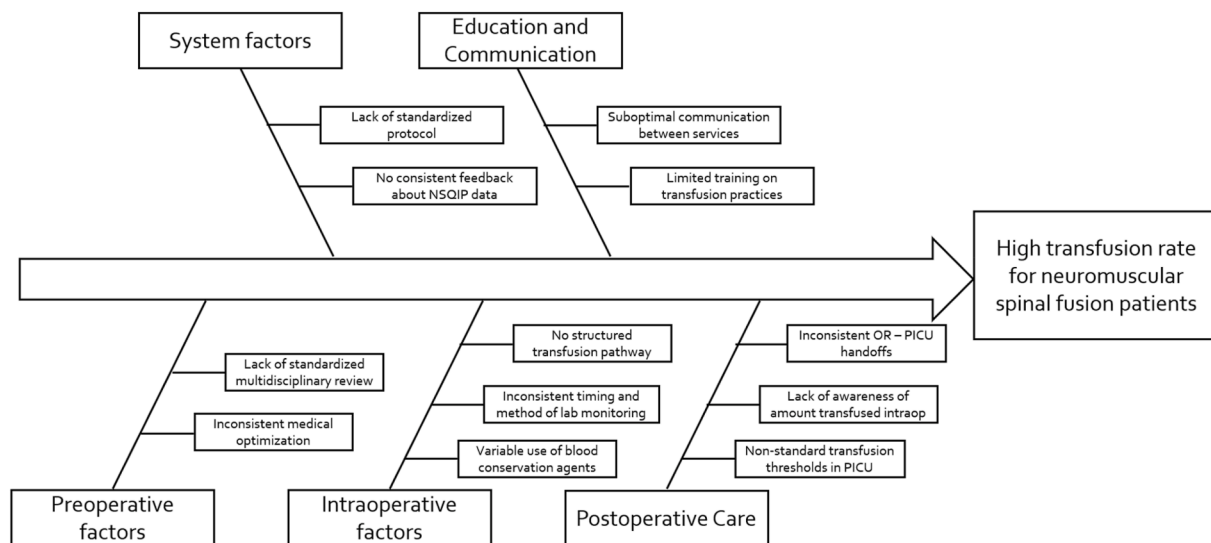 System factors
Education and
Communication
Lack of standardized
protocol
No consistent feedback
about NSQIP data
Suboptimal communication
between services
Limited training on
transfusion practices
High transfusion rate
for neuromuscular
spinal fusion patients
Lack of standardized
multidisciplinary review
Inconsistent medical
optimization
Preoperative
factors
No structured
transfusion pathway
Inconsistent timing and
method of lab monitoring
Variable use of blood
conservation agents
Intraoperative
factors
Inconsistent OR – PICU
handoffs
Lack of awareness of
amount transfused intraop
Non-standard transfusion
thresholds in PICU
Postoperative Care